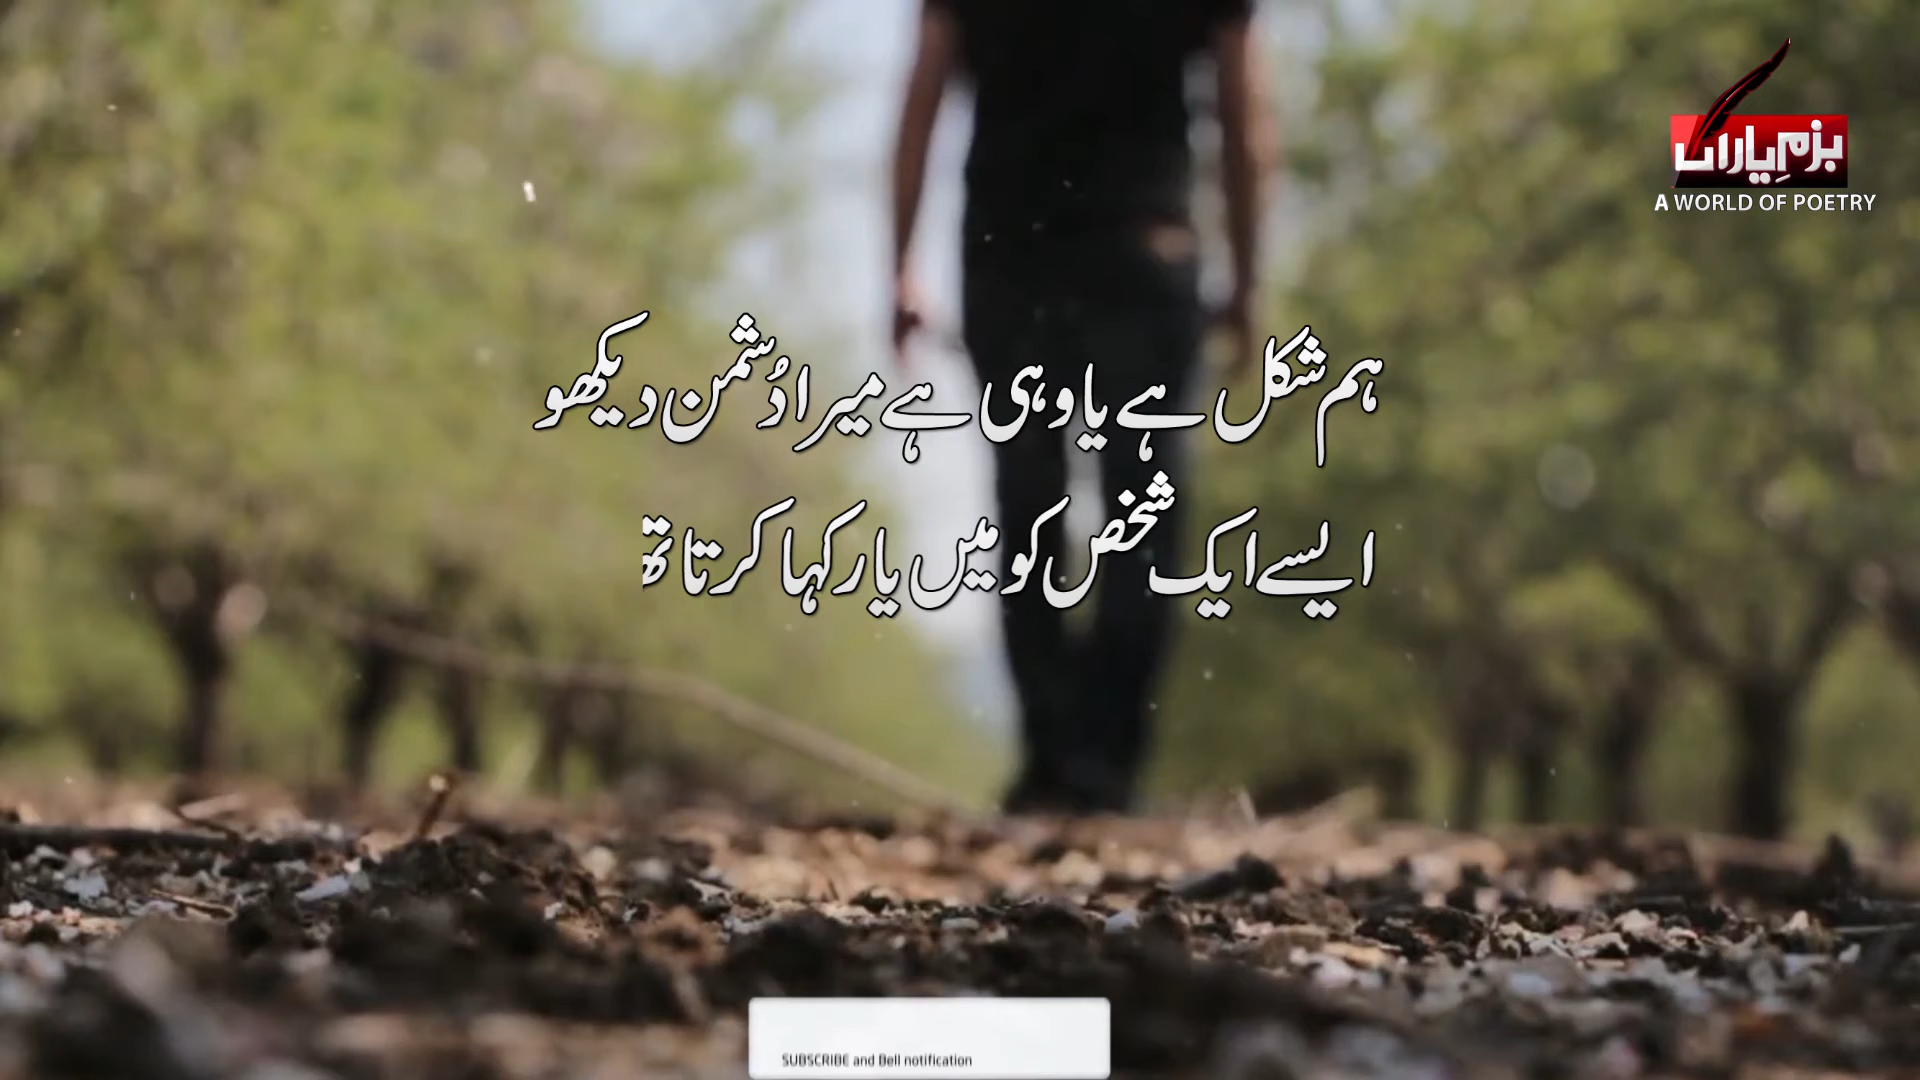 بزمِ یاراں
A WORLD OF POETRY
ہم شکل ہے یا وہی ہے میرا دُشمن دیکھو
ایسے ایک شخص کو میں یار کہا کرتا تھ
SUBSCRIBE and Bell notification